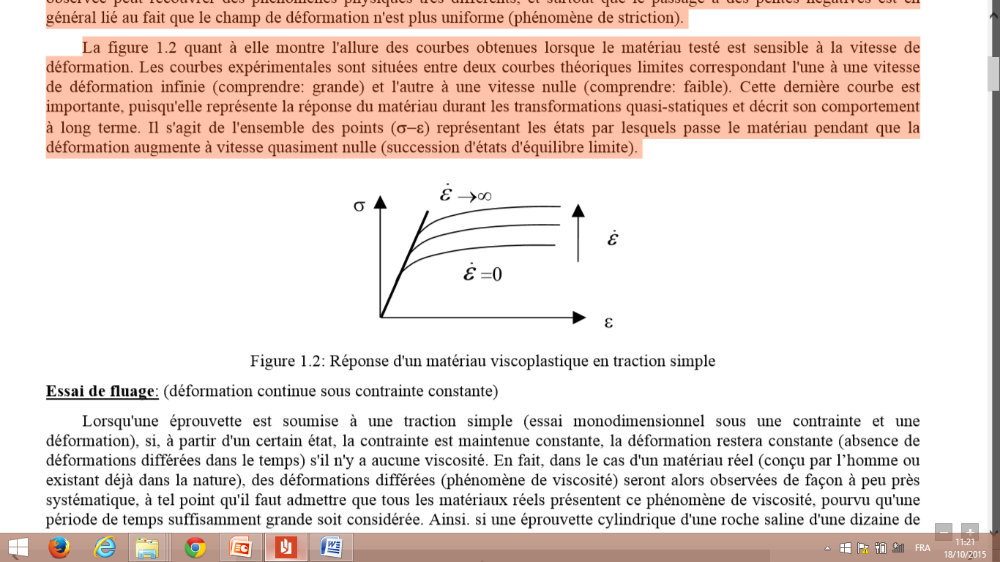 général lié au fait que le champ de déformation n'est plus uniforme (phénomène de striction).
La figure 1.2 quant à elle montre l'allure des courbes obtenues lorsque le matériau testé est sensible à la vitesse de
déformation. Les courbes expérimentales sont situées entre deux courbes théoriques limites correspondant l'une à une vitesse
de déformation infinie (comprendre: grande) et l'autre à une vitesse nulle (comprendre: faible). Cette dernière courbe est
importante, puisqu'elle représente la réponse du matériau durant les transformations quasi-statiques et décrit son comportement
à long terme. Il s'agit de l'ensemble des points (σ–ε) représentant les états par lesquels passe le matériau pendant que la
déformation augmente à vitesse quasiment nulle (succession d'états d'équilibre limite).
ε̇ →∞
σ
ε̇
ε̇ =0
ε
Figure 1.2: Réponse d'un matériau viscoplastique en traction simple
Essai de fluage: (déformation continue sous contrainte constante)
Lorsqu'une éprouvette est soumise à une traction simple (essai monodimensionnel sous une contrainte et une
déformation), si, à partir d'un certain état, la contrainte est maintenue constante, la déformation restera constante (absence de
déformations différées dans le temps) s'il n'y a aucune viscosité. En fait, dans le cas d'un matériau réel (conçu par l’homme ou
existant déjà dans la nature), des déformations différées (phénomène de viscosité) seront alors observées de façon à peu près
systématique, à tel point qu'il faut admettre que tous les matériaux réels présentent ce phénomène de viscosité, pourvu qu'une
période de temps suffisamment grande soit considérée. Ainsi. si une éprouvette cylindrique d'une roche saline d'une dizaine de
FRA
11:21
18/10/2015